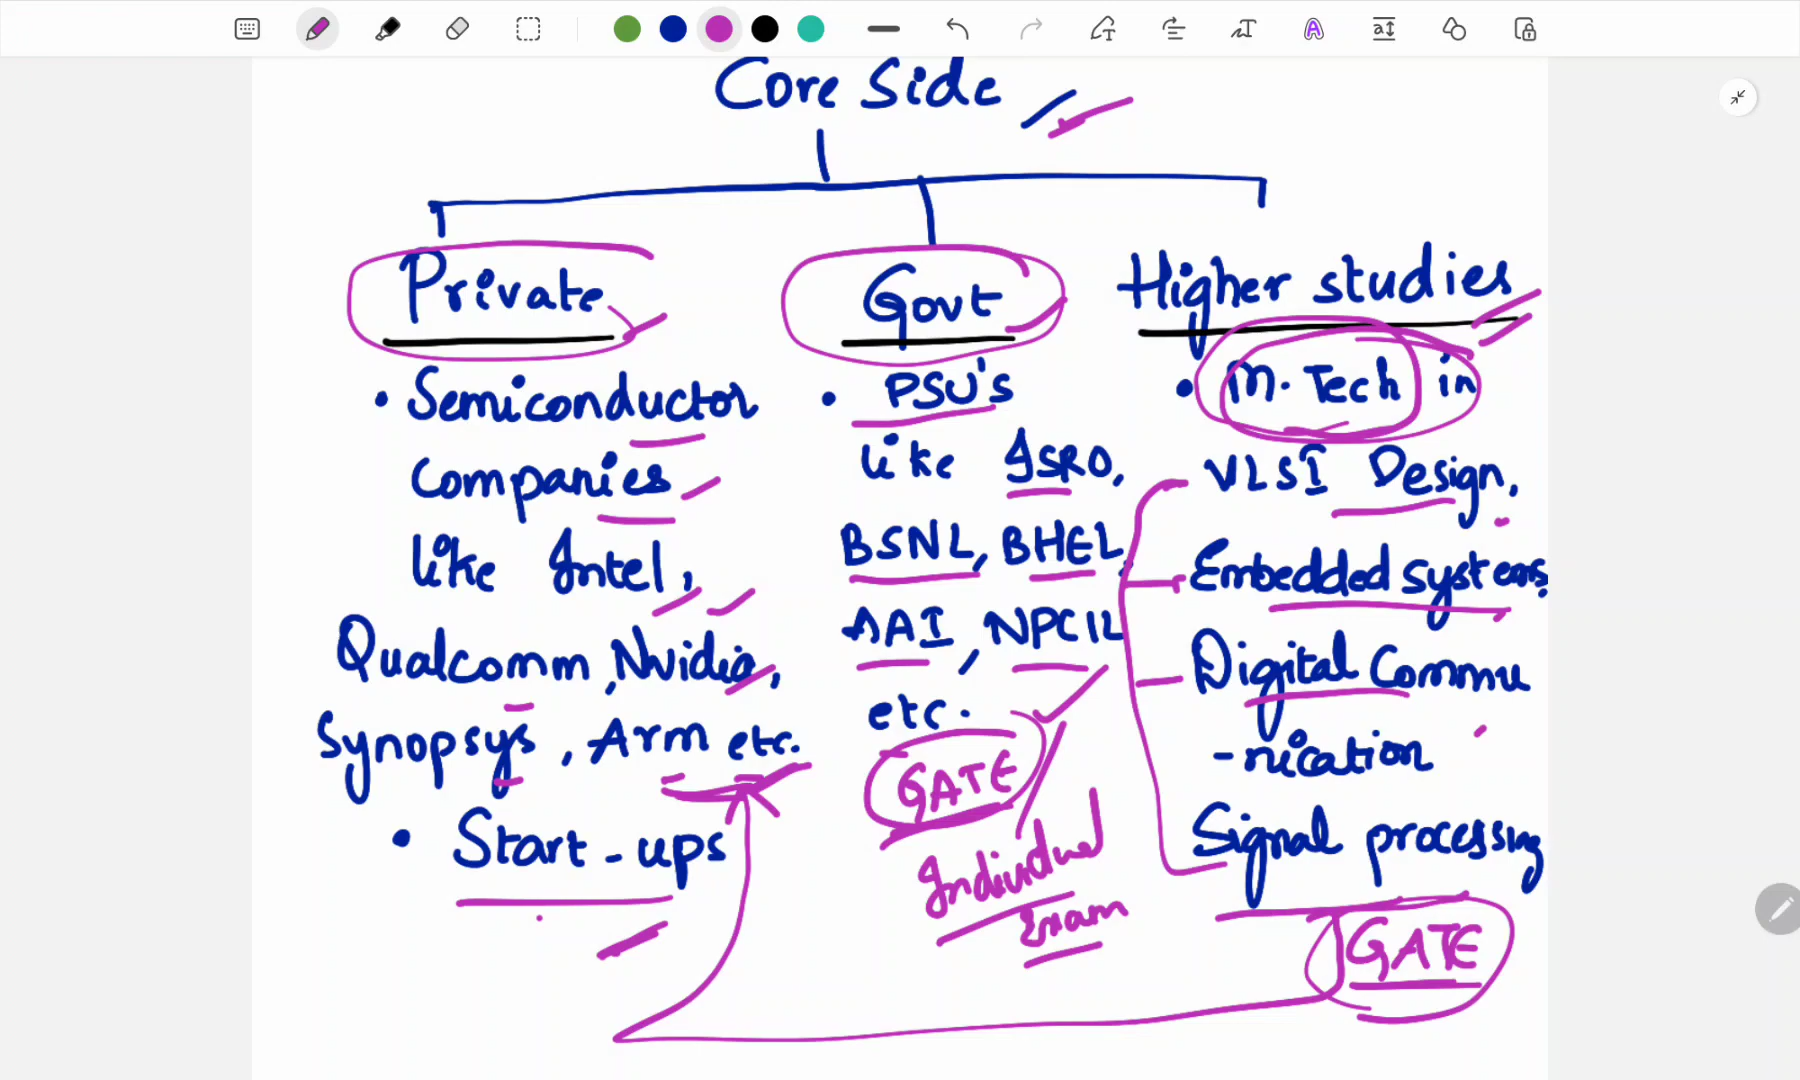 Core Side
Private
• Semiconductor
Companies
like Intel,
Qualcomm, Nvidia,
Synopsys, Arm etc.
• Start-ups
Govt
• PSU's
like ISRO,
BSNL, BHEL,
AAI, NPCIL
etc.
GATE
Individual
Exam
Higher studies
• M.Tech in
VLSI Design,
Embedded systems,
Digital Commu
-nication
Signal processing
GATE